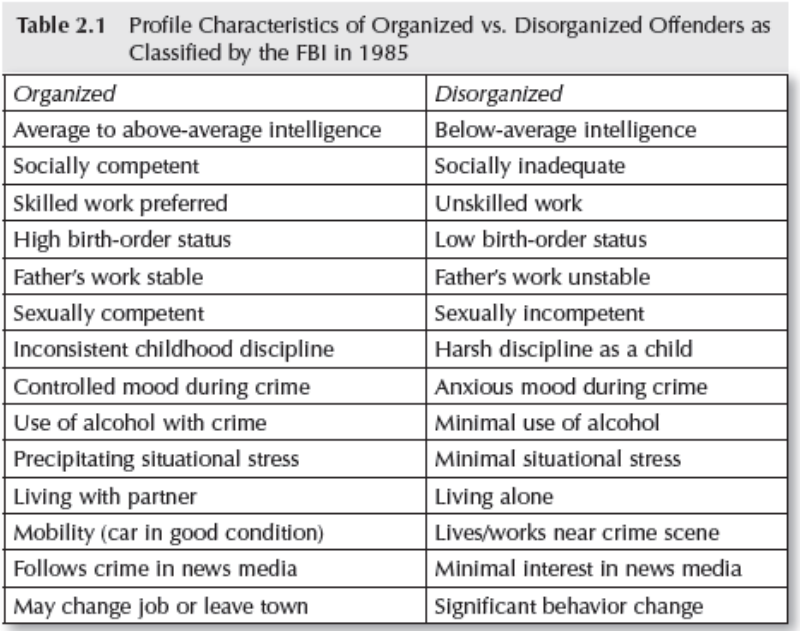 Table 2.1 Profile Characteristics of Organized vs. Disorganized Offenders as
Classified by the FBI in 1985
Organized Disorganized
Average to above-average intelligence Below-average intelligence
Socially competent Socially inadequate
Skilled work preferred Unskilled work
High birth-order status Low birth-order status
Father’s work stable Father’s work unstable
Sexually competent Sexually incompetent
Inconsistent childhood discipline Harsh discipline as a child
Controlled mood during crime Anxious mood during crime
Use of alcohol with crime Minimal use of alcohol
Precipitating situational stress Minimal situational stress
Living with partner Living alone
Mobility (car in good condition) Lives/works near crime scene
Follows crime in news media Minimal interest in news media
May change job or leave town Significant behavior change